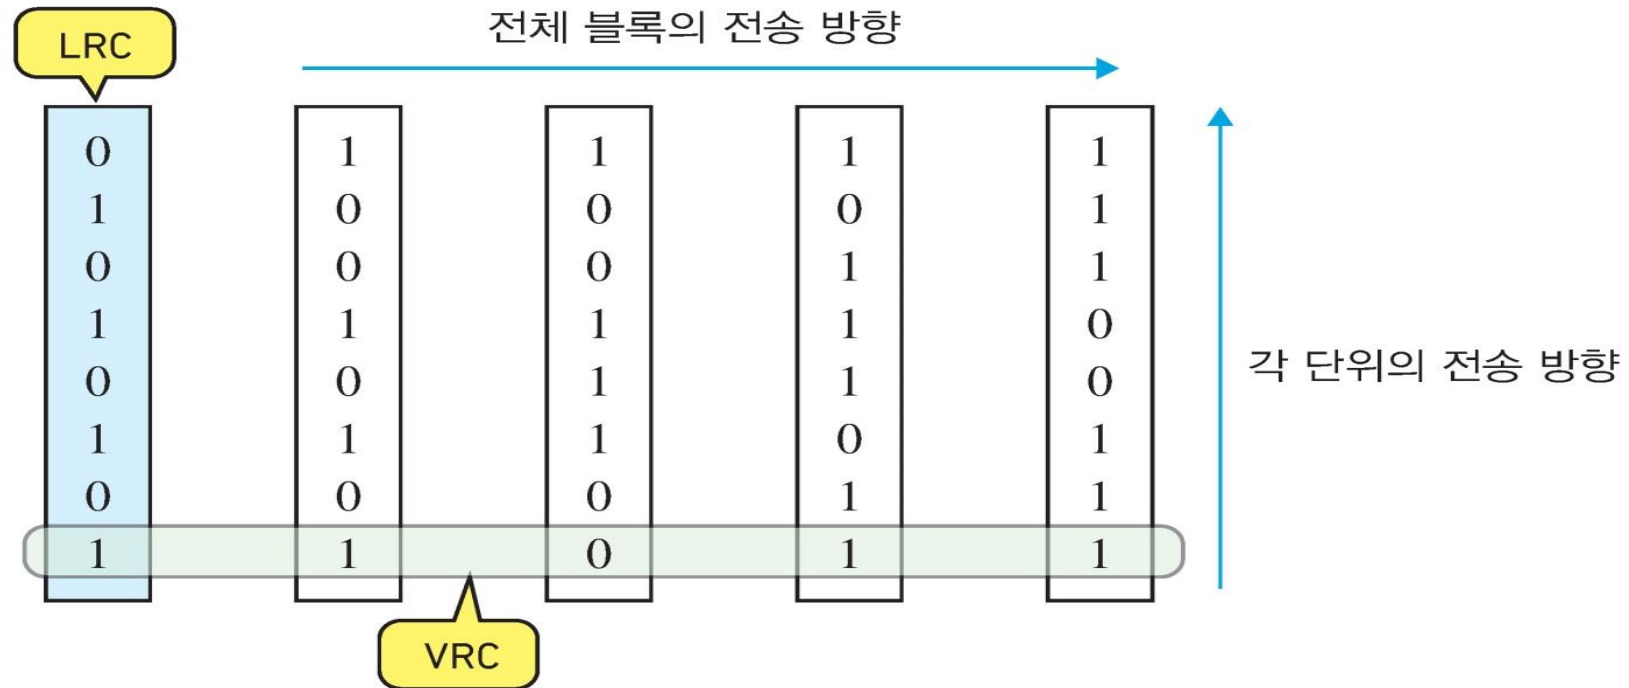 전체 블록의 전송 방향
LRC
0 1 1 1 1
1 0 0 0 1
0 0 0 1 1
1 1 1 1 0
0 0 1 1 0
각 단위의 전송 방향
1 1 1 0 1
0 0 0 1 1
1 1 0 1 1
VRC